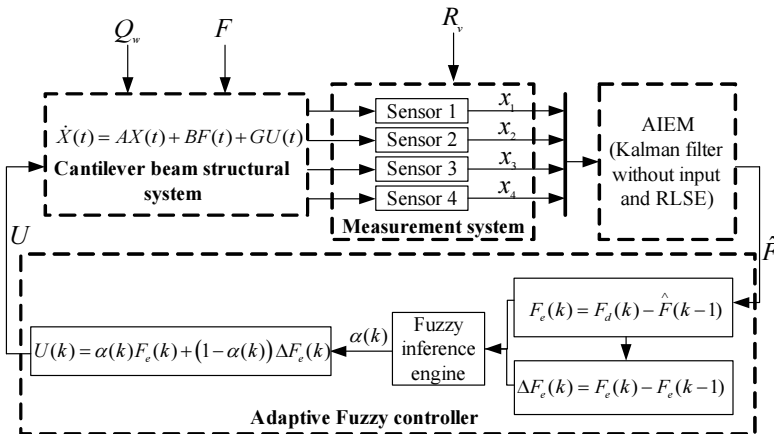 Q_w
F
R_v
Ẋ(t) = AX(t) + BF(t) + GU(t)
Cantilever beam structural
system
Sensor 1
Sensor 2
Sensor 3
Sensor 4
x_1
x_2
x_3
x_4
Measurement system
AIEM
(Kalman filter
without input
and RLSE)
U
F̂
F_e(k) = F_d(k) − F̂(k−1)
ΔF_e(k) = F_e(k) − F_e(k−1)
Fuzzy
inference
engine
α(k)
U(k) = α(k)F_e(k) + (1−α(k)) ΔF_e(k)
Adaptive Fuzzy controller